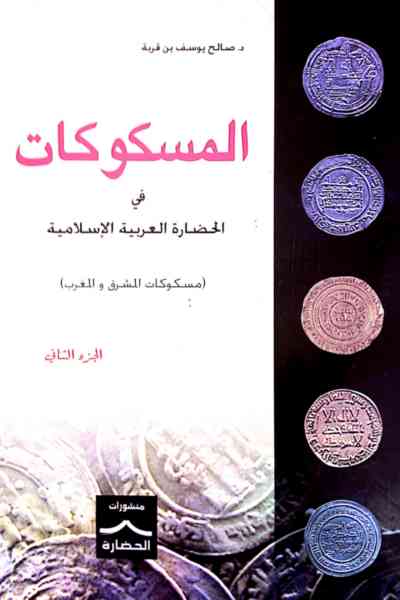 د. صالح يوسف بن قربة
المسكوكات
في
الحضارة العربية الإسلامية
(مسكوكات المشرق و المغرب)
الجزء الثاني
منشورات
الحضارة